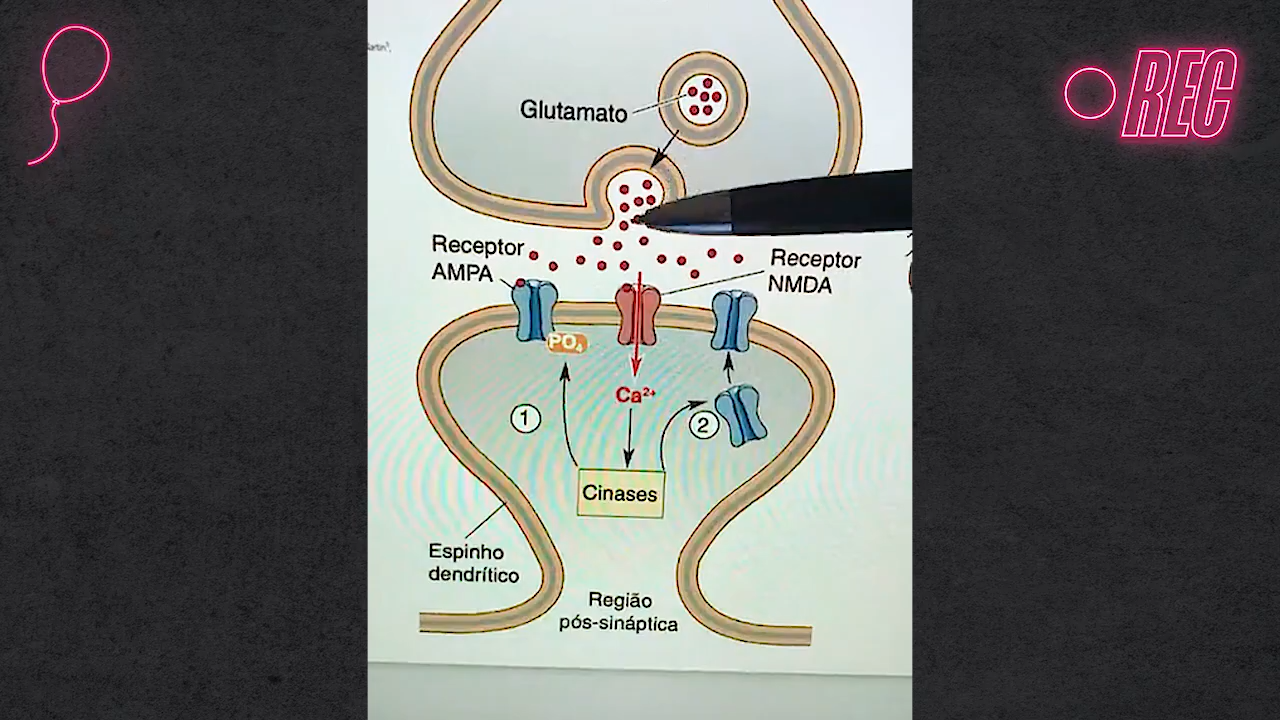 REC
Glutamato
Receptor
AMPA
Receptor
NMDA
PO₄
Ca²⁺
1
2
Cinases
Espinho
dendrítico
Região
pós-sináptica